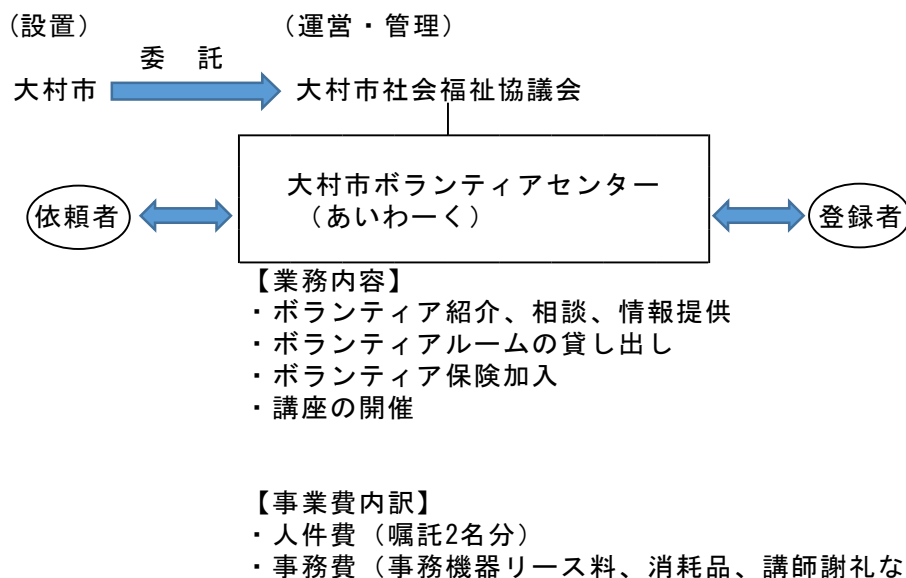 （設置）
（運営・管理）
委　託
大村市
大村市社会福祉協議会
大村市ボランティアセンター
（あいわーく）
依頼者
登録者
【業務内容】
・ボランティア紹介、相談、情報提供
・ボランティアルームの貸し出し
・ボランティア保険加入
・講座の開催
【事業費内訳】
・人件費（嘱託2名分）
・事務費（事務機器リース料、消耗品、講師謝礼な